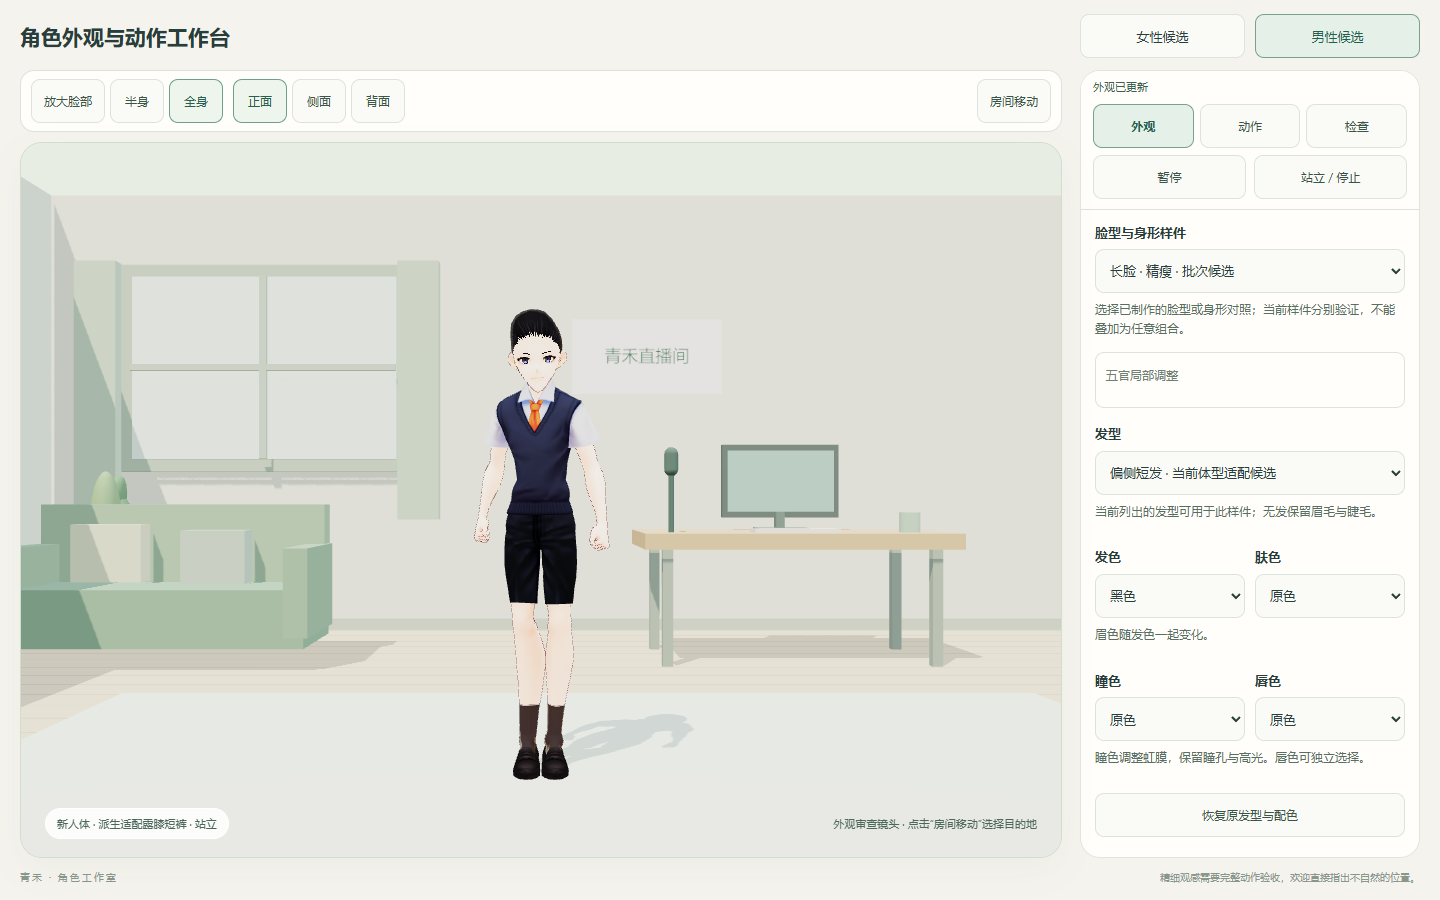 角色外观与动作工作台
女性候选
男性候选
放大脸部
半身
全身
正面
侧面
背面
房间移动
外观已更新
外观
动作
检查
暂停
站立 / 停止
青禾直播间
新人体 · 派生适配露膝短裤 · 站立
外观审查镜头 · 点击“房间移动”选择目的地
脸型与身形样件
长脸 · 精瘦 · 批次候选
选择已制作的脸型或身形对照；当前样件分别验证，不能
叠加为任意组合。
五官局部调整
发型
偏侧短发 · 当前体型适配候选
当前列出的发型可用于此样件；无发保留眉毛与睫毛。
发色
肤色
黑色
原色
眉色随发色一起变化。
瞳色
唇色
原色
原色
瞳色调整虹膜，保留瞳孔与高光。唇色可独立选择。
恢复原发型与配色
青禾 · 角色工作室
精细观感需要完整动作验收，欢迎直接指出不自然的位置。